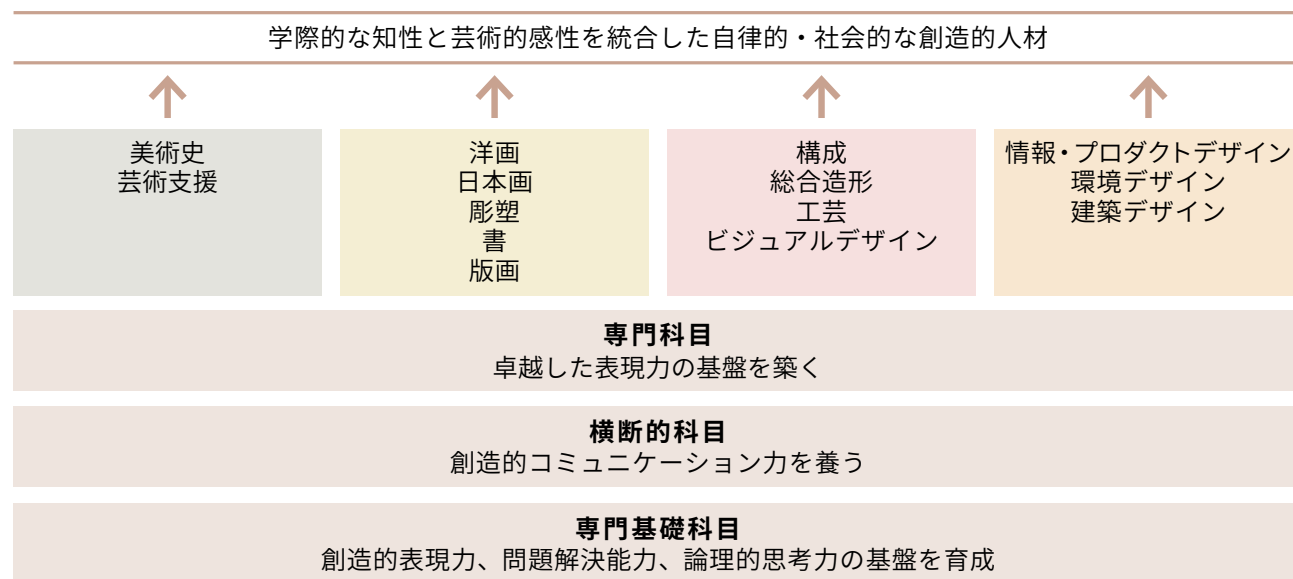 学際的な知性と芸術的感性を統合した自律的・社会的な創造的人材
美術史
芸術支援
洋画
日本画
彫塑
書
版画
構成
総合造形
工芸
ビジュアルデザイン
情報・プロダクトデザイン
環境デザイン
建築デザイン
専門科目
卓越した表現力の基盤を築く
横断的科目
創造的コミュニケーション力を養う
専門基礎科目
創造的表現力、問題解決能力、論理的思考力の基盤を育成